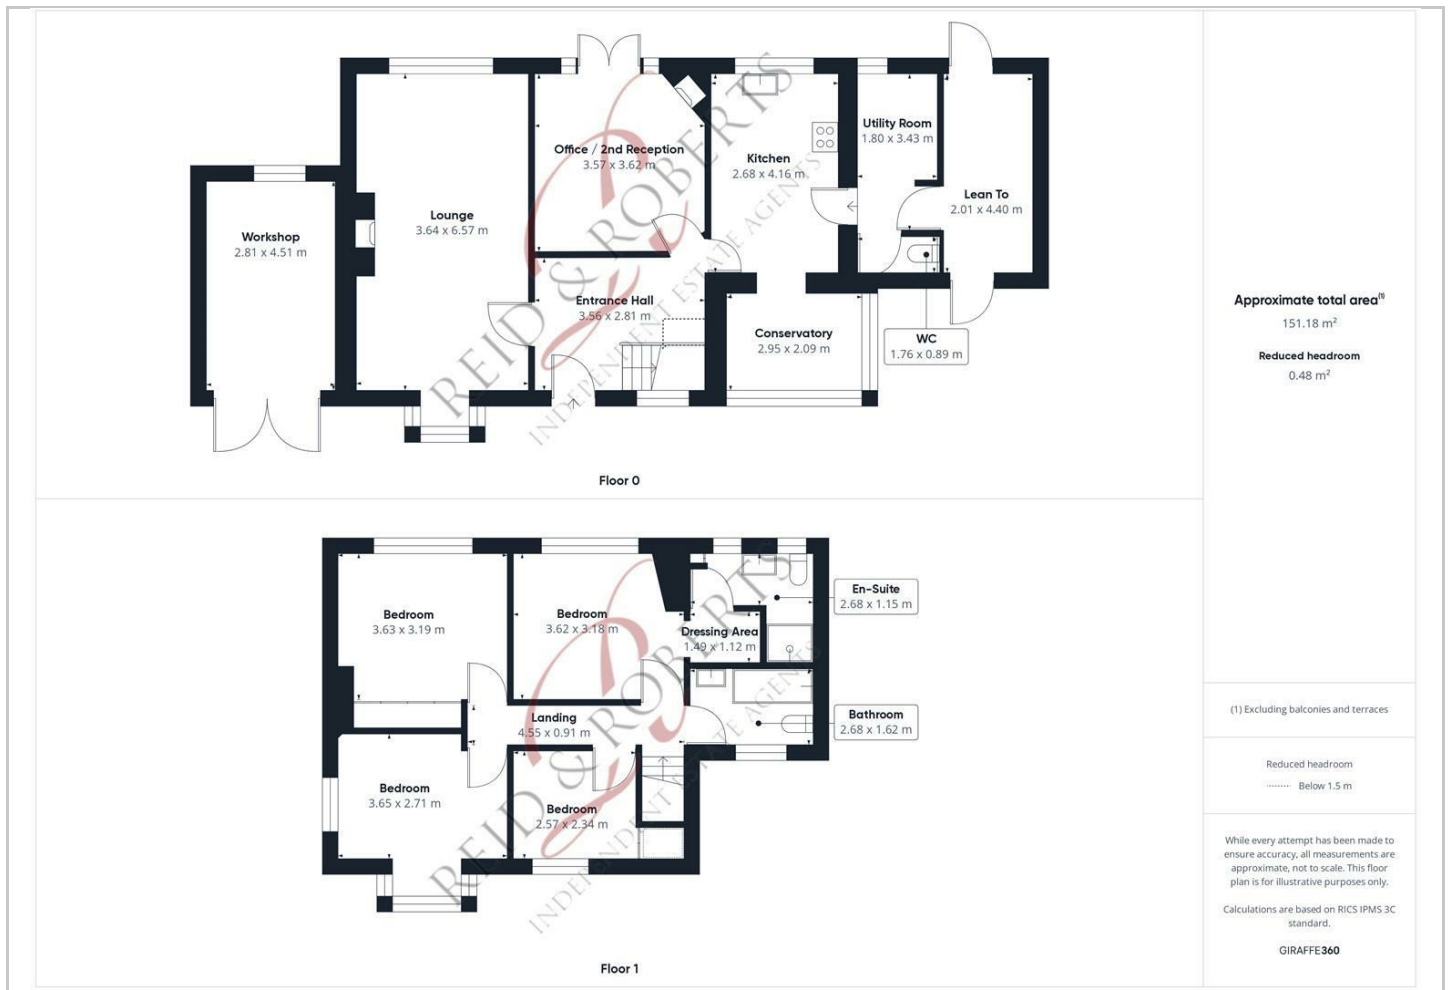 Workshop
2.81 x 4.51 m
Lounge
3.64 x 6.57 m
Office / 2nd Reception
3.57 x 3.62 m
Kitchen
2.68 x 4.16 m
Utility Room
1.80 x 3.43 m
Lean To
2.01 x 4.40 m
Entrance Hall
3.56 x 2.81 m
Conservatory
2.95 x 2.09 m
WC
1.76 x 0.89 m
REID & ROBERTS
INDEPENDENT ESTATE AGENTS
Floor 0
Bedroom
3.63 x 3.19 m
Bedroom
3.62 x 3.18 m
En-Suite
2.68 x 1.15 m
Dressing Area
1.49 x 1.12 m
Landing
4.55 x 0.91 m
Bathroom
2.68 x 1.62 m
Bedroom
3.65 x 2.71 m
Bedroom
2.57 x 2.34 m
REID & ROBERTS
INDEPENDENT ESTATE AGENTS
Floor 1
Approximate total area(1)
151.18 m²
Reduced headroom
0.48 m²
(1) Excluding balconies and terraces
Reduced headroom
Below 1.5 m
While every attempt has been made to
ensure accuracy, all measurements are
approximate, not to scale. This floor
plan is for illustrative purposes only.
Calculations are based on RICS IPMS 3C
standard.
GIRAFFE360